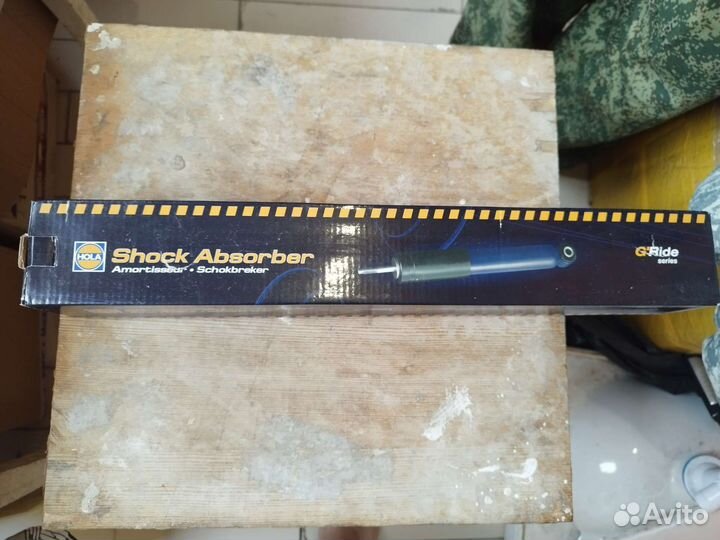 HOLA
Shock Absorber
Amortisseur • Schokbreker
G'Ride
series
Avito